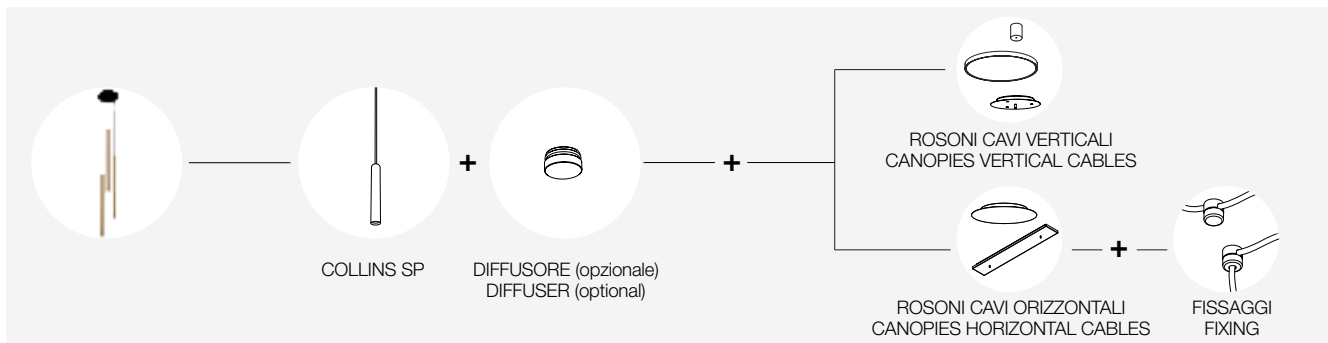 COLLINS SP
+
DIFFUSORE (opzionale)
DIFFUSER (optional)
+
ROSONI CAVI VERTICALI
CANOPIES VERTICAL CABLES
ROSONI CAVI ORIZZONTALI
CANOPIES HORIZONTAL CABLES
+
FISSAGGI
FIXING